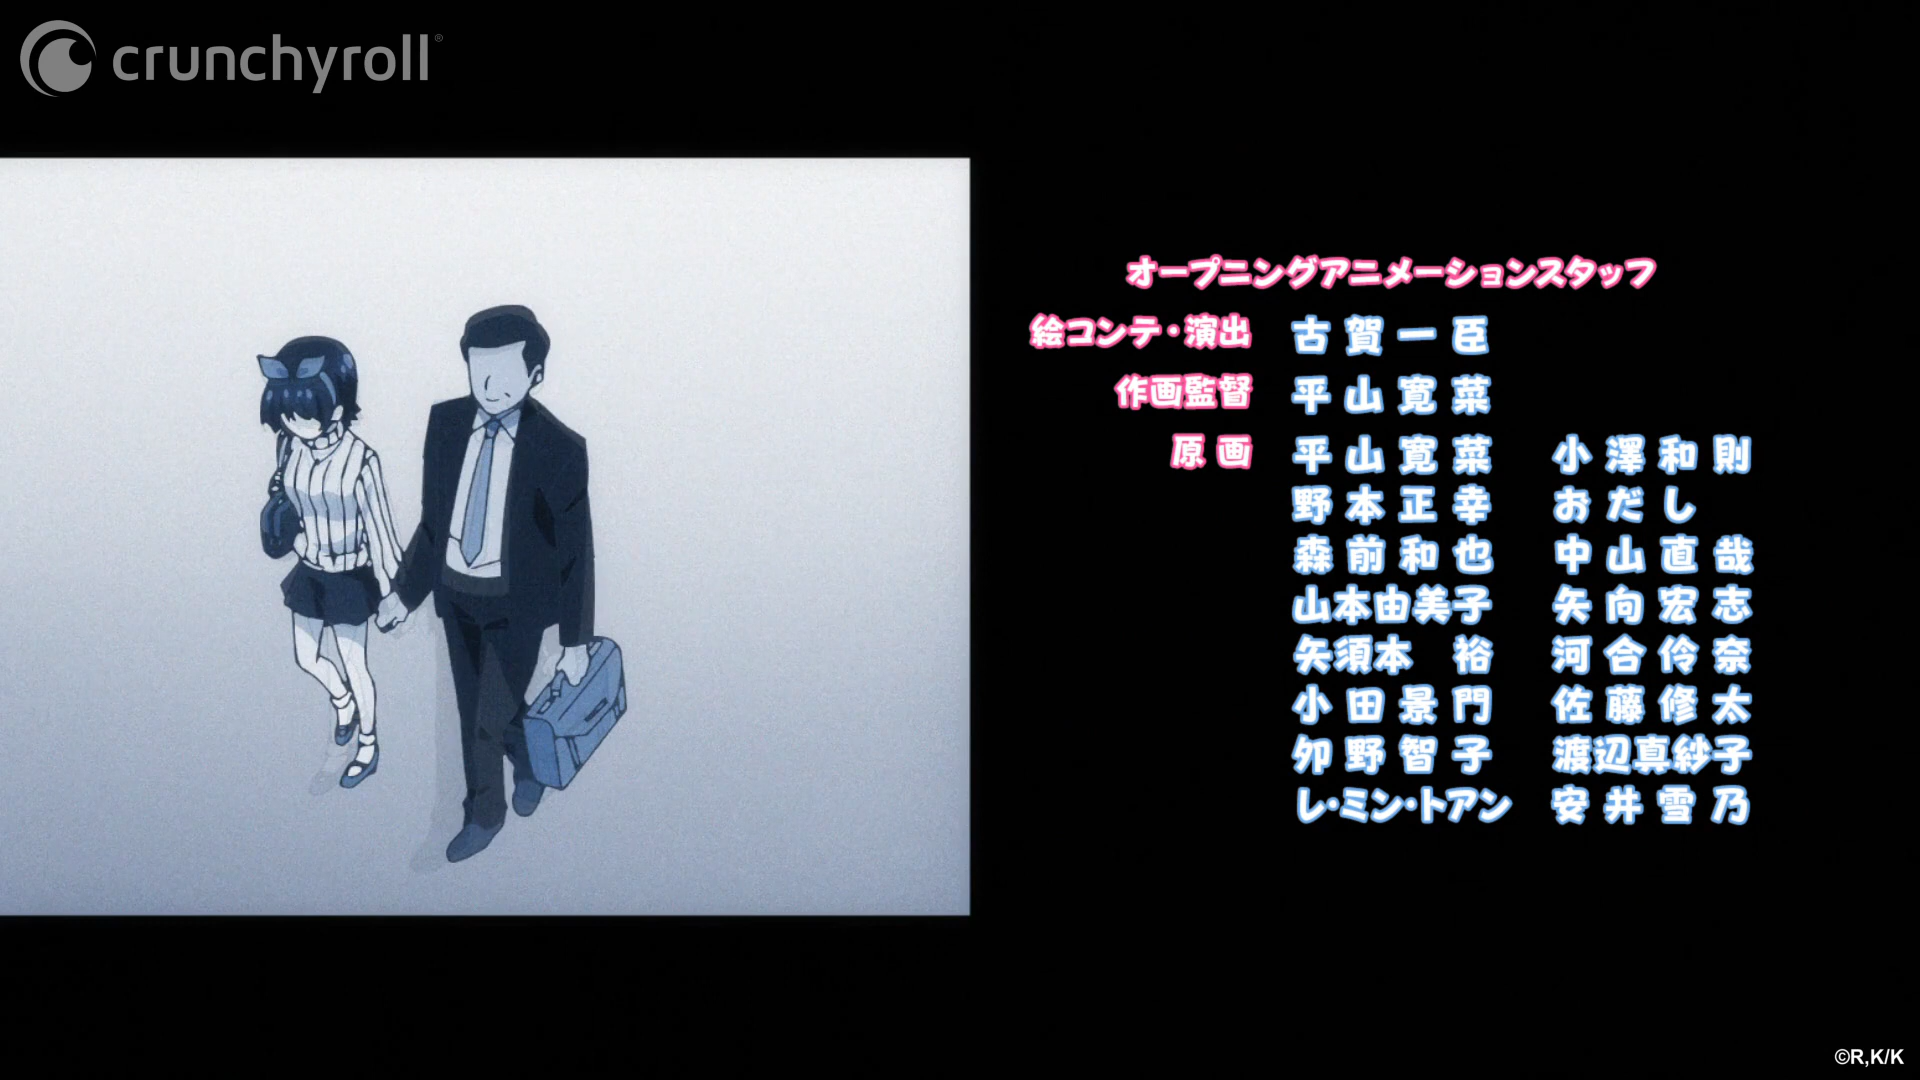 crunchyroll®
オープニングアニメーションスタッフ
絵コンテ・演出 古賀一臣
作画監督 平山寛菜
原画 平山寛菜 小澤和則
野本正幸 おだし
森前和也 中山直哉
山本由美子 矢向宏志
矢須本 裕 河合伶奈
小田景門 佐藤修太
夘野智子 渡辺真紗子
レ・ミン・トアン 安井雪乃
©R,K/K